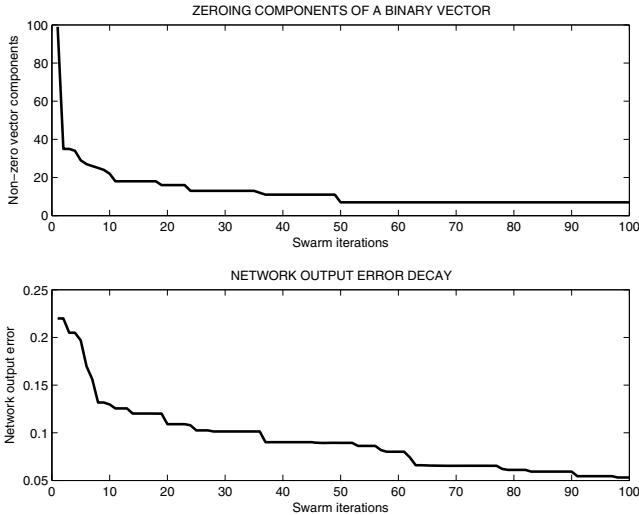 ZEROING COMPONENTS OF A BINARY VECTOR
100
80
60
40
20
0
Non-zero vector components
0 10 20 30 40 50 60 70 80 90 100
Swarm iterations
NETWORK OUTPUT ERROR DECAY
0.25
0.2
0.15
0.1
0.05
Network output error
0 10 20 30 40 50 60 70 80 90 100
Swarm iterations